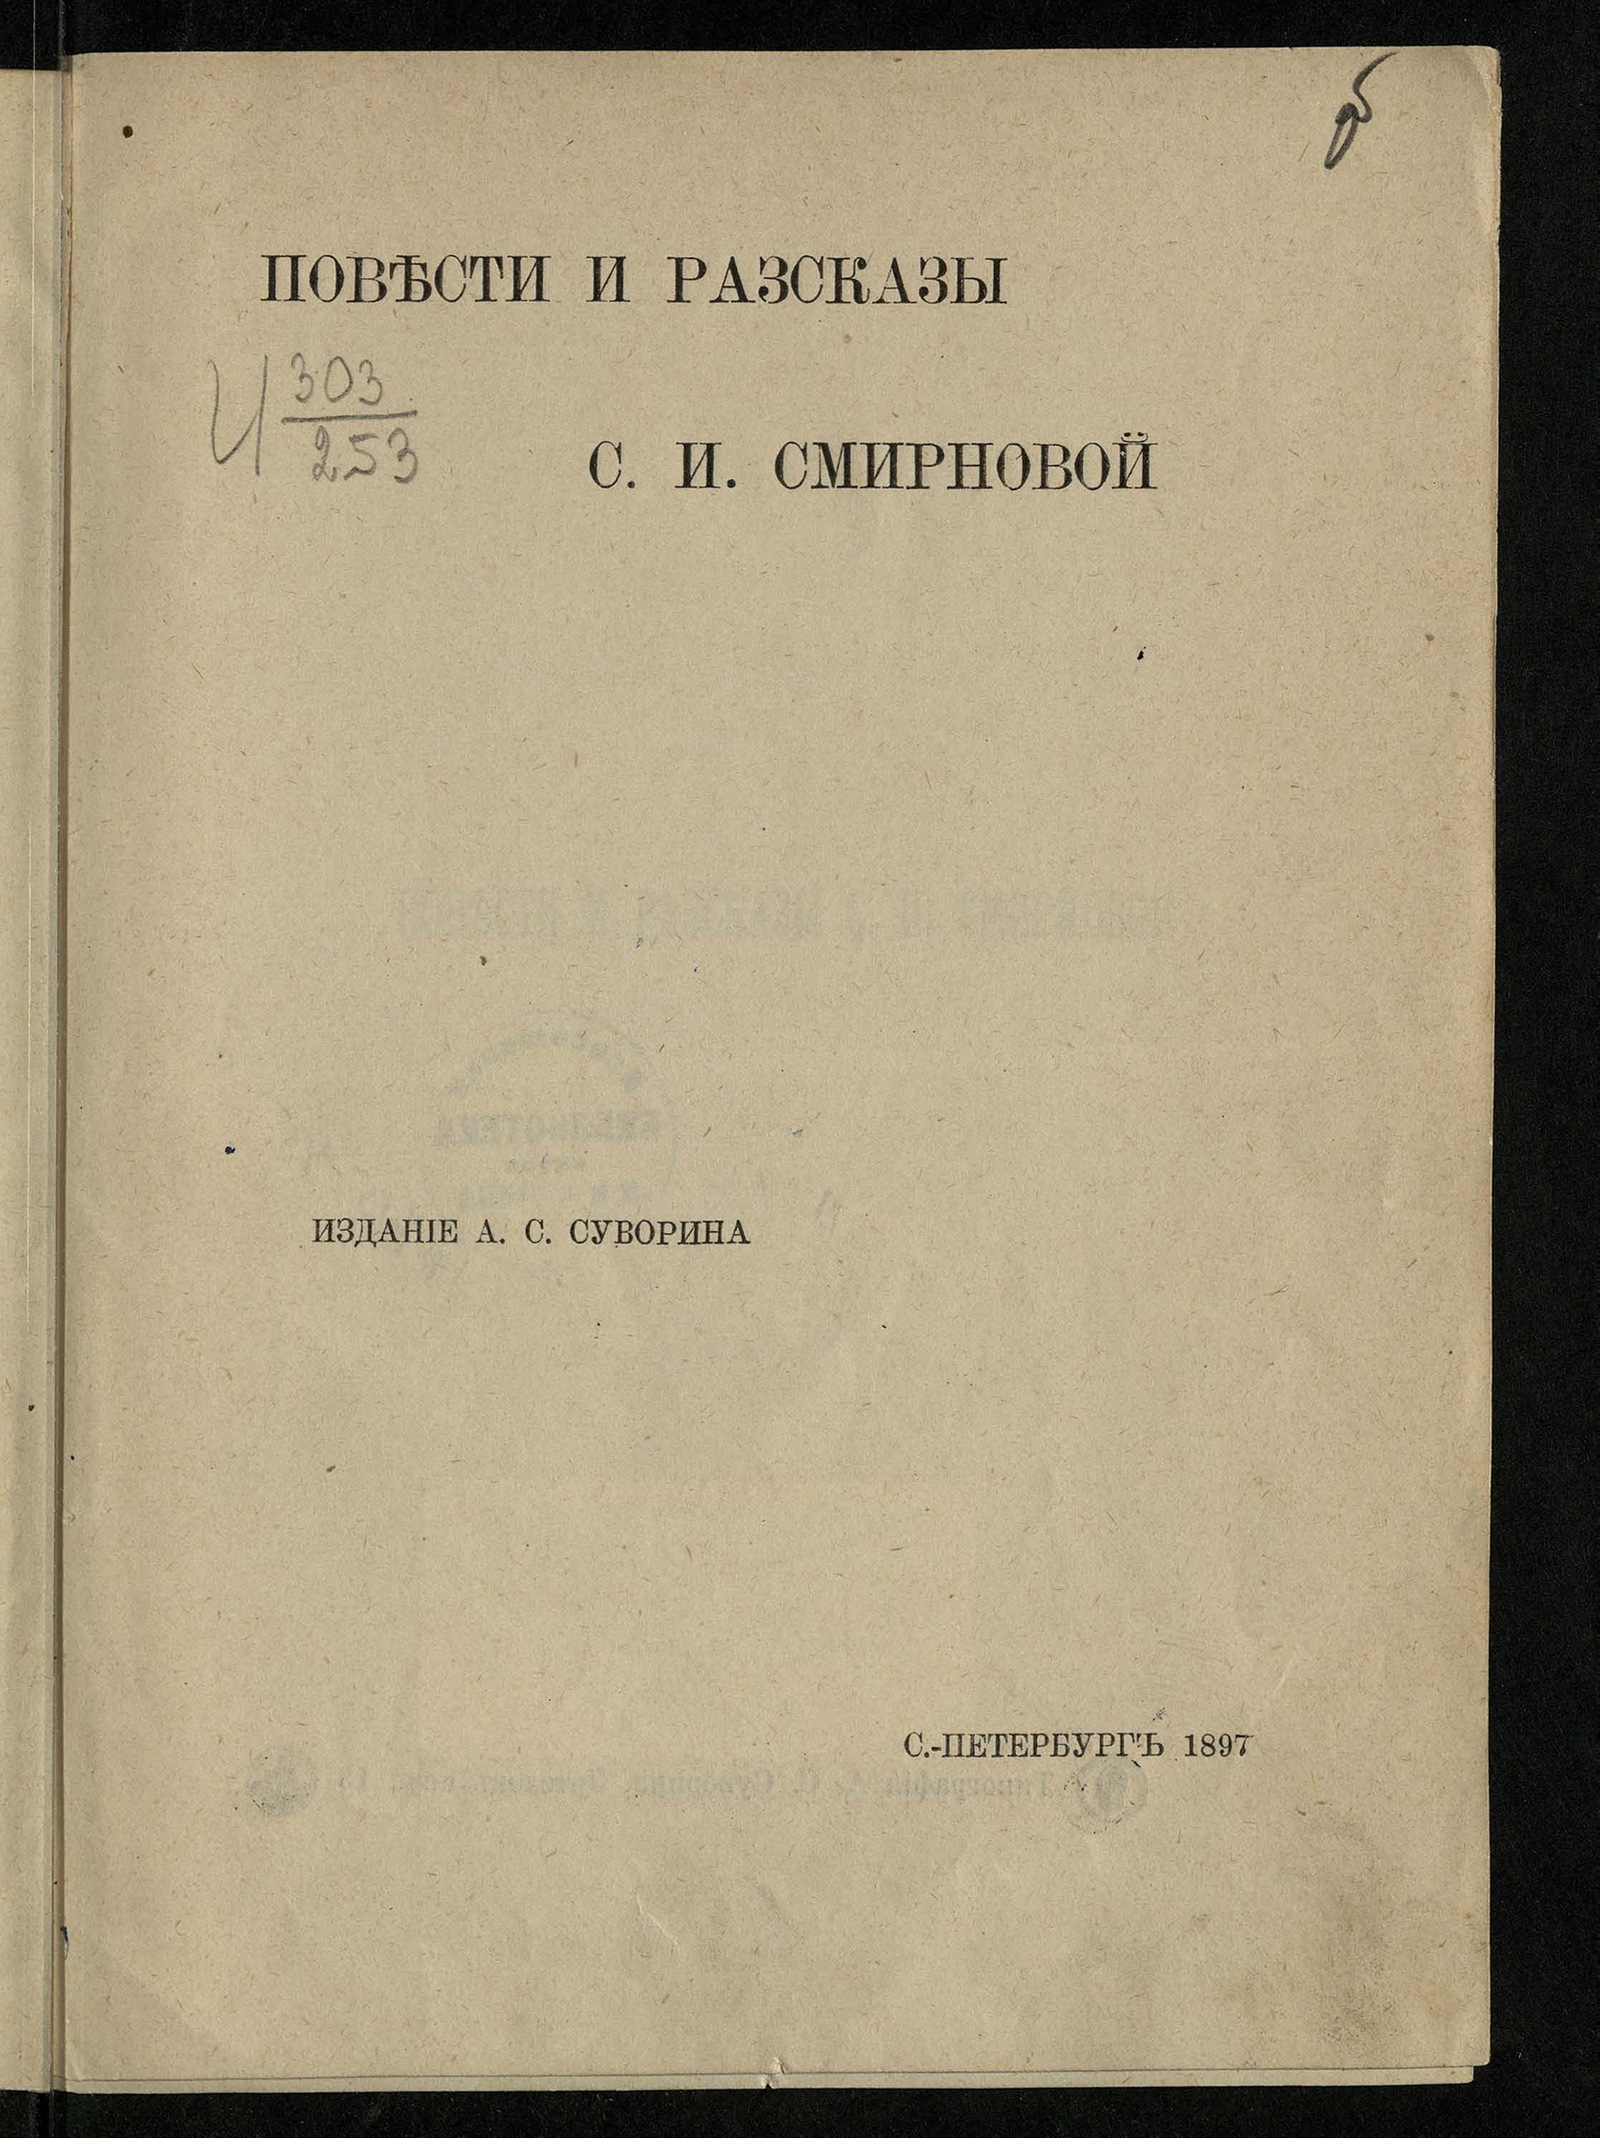 ПОВѢСТИ И РАЗСКАЗЫ
303
253
С. И. СМИРНОВОЙ
ИЗДАНІЕ А. С. СУВОРИНА
С.-ПЕТЕРБУРГЪ 1897